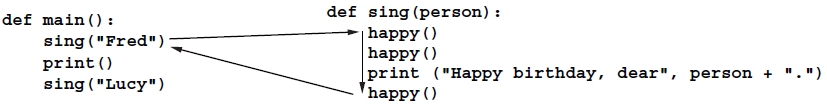 def main():
    sing("Fred")
    print()
    sing("Lucy")
def sing(person):
    happy()
    happy()
    print ("Happy birthday, dear", person + ".")
    happy()